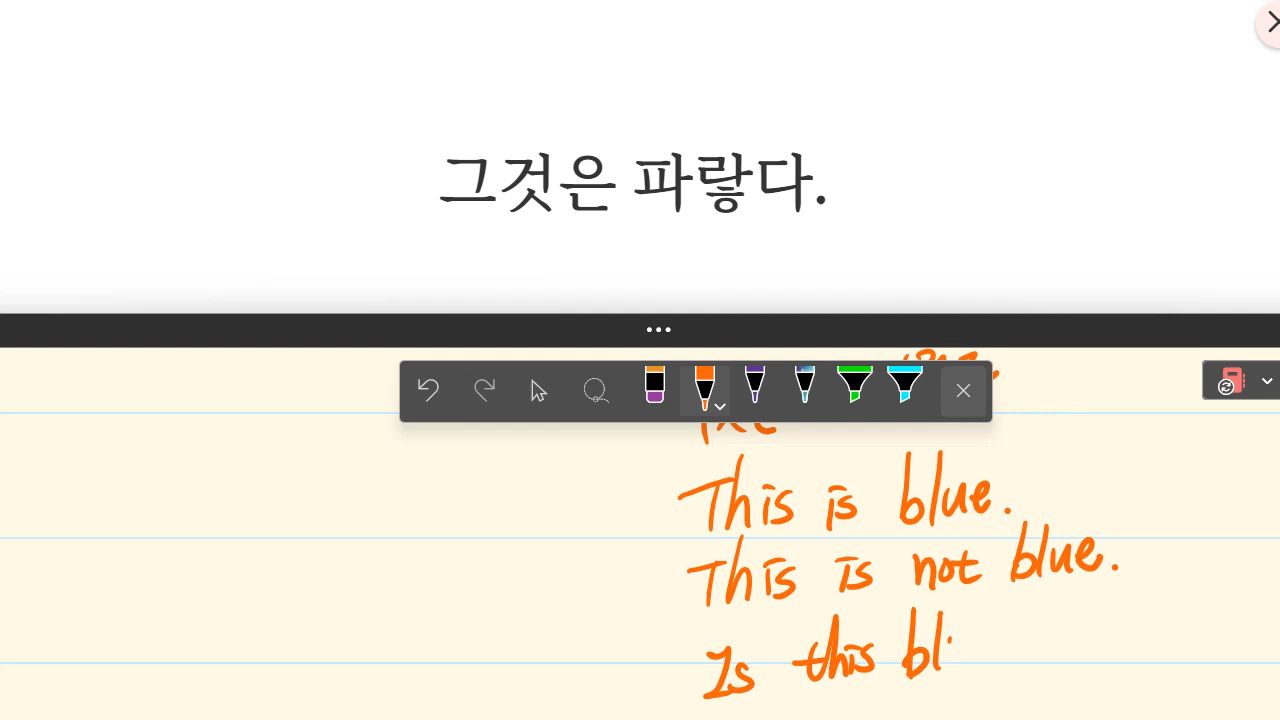 그것은 파랗다.
This is blue.
This is not blue.
Is this bl